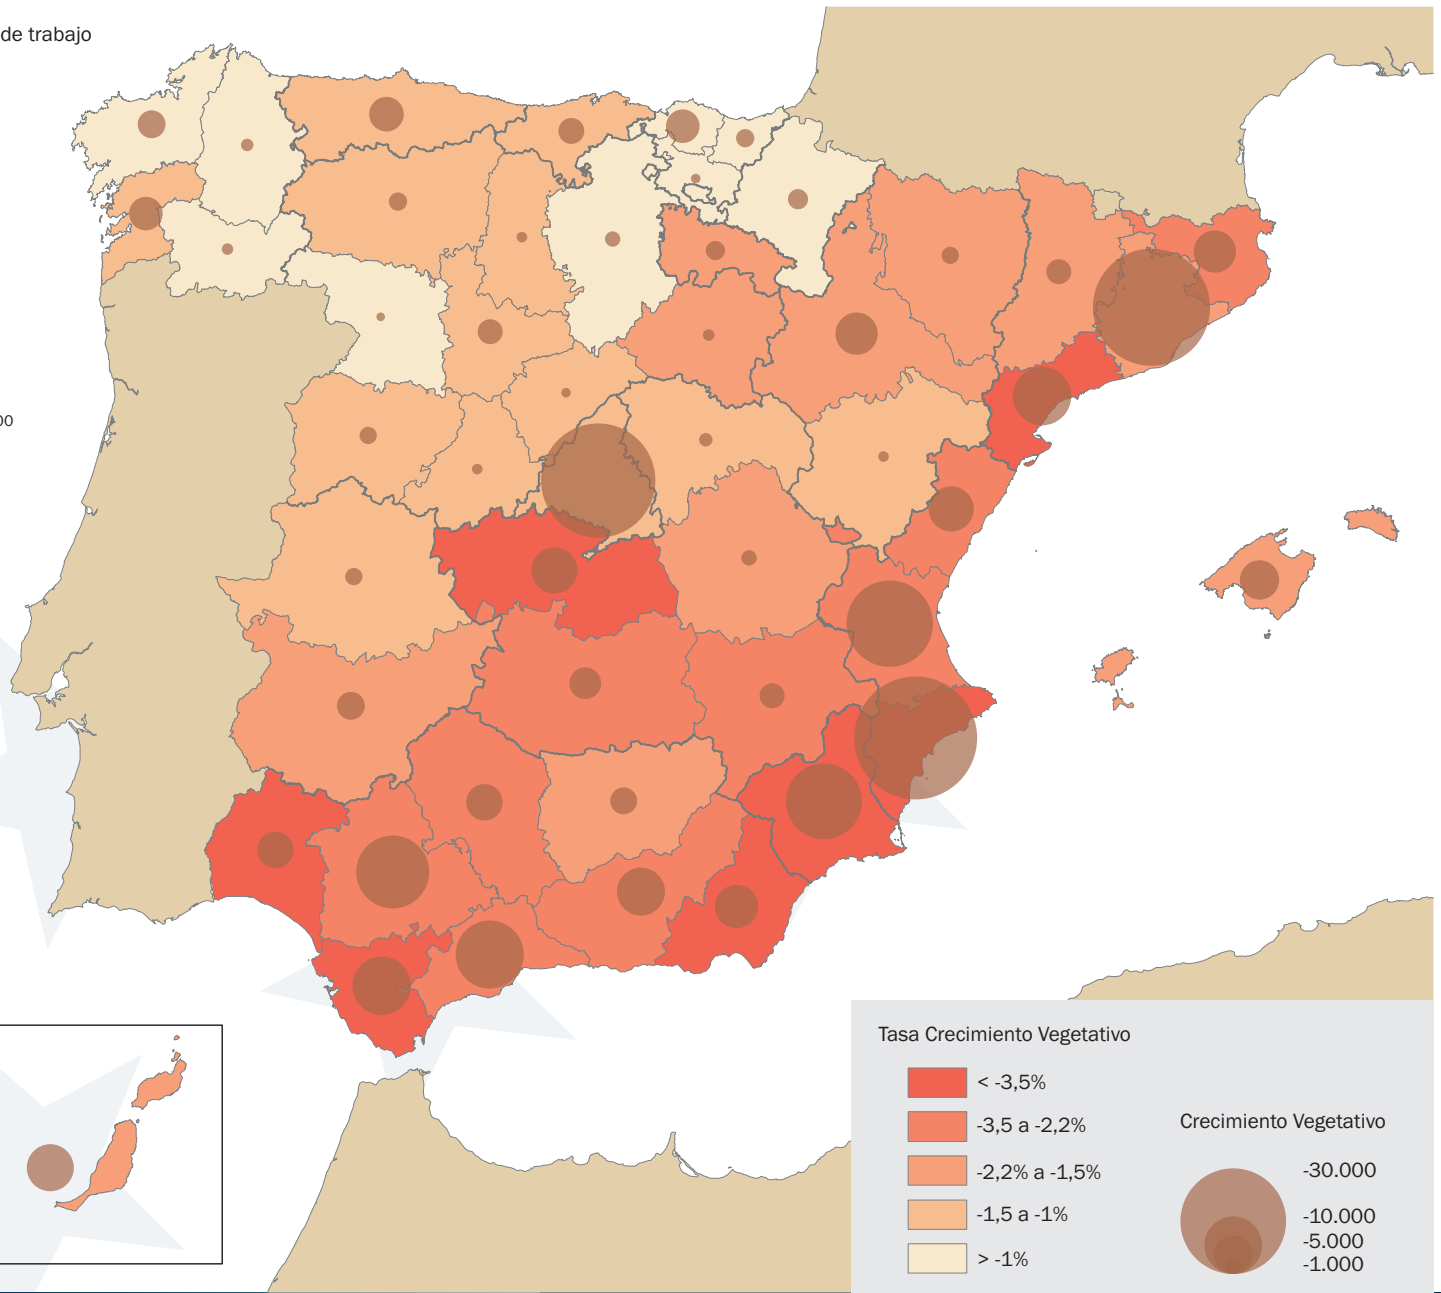 de trabajo
00
Tasa Crecimiento Vegetativo
< -3,5%
-3,5 a -2,2%
-2,2% a -1,5%
-1,5 a -1%
> -1%
Crecimiento Vegetativo
-30.000
-10.000
-5.000
-1.000